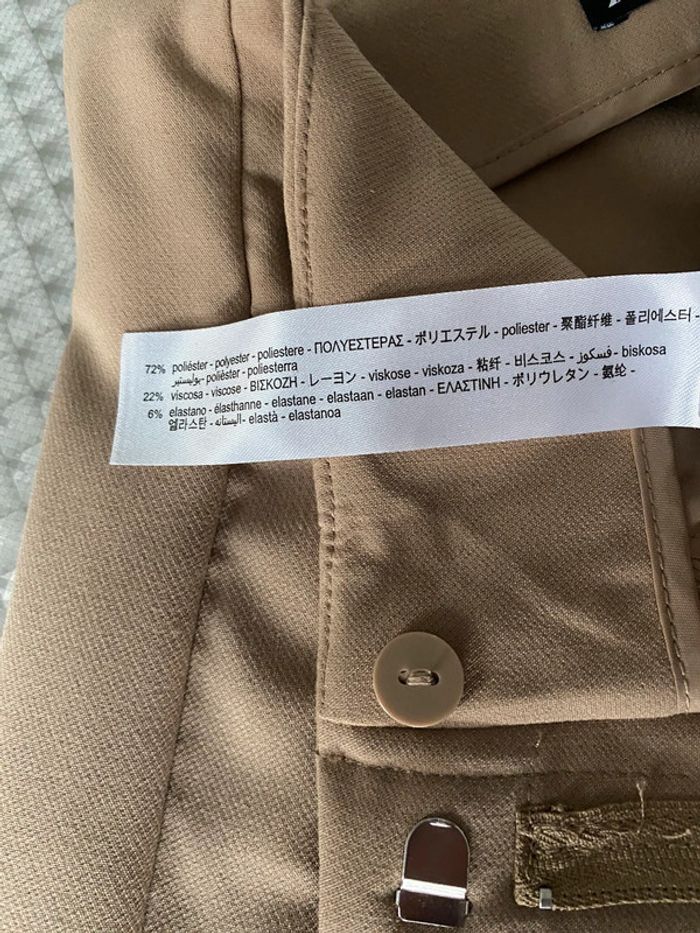 72% poliéster - polyester - poliestere - ΠΟΛΥΕΣΤΕΡΑΣ - ポリエステル - poliester - 聚酯纤维 - 폴리에스터 -
بوليستير - polièster - poliesterra
22% viscosa - viscose - ΒΙΣΚΟΖΗ - レーヨン - viskose - viskoza - 粘纤 - 비스코스 - فسكوز - biskosa
6% elastano - élasthanne - elastane - elastaan - elastan - ΕΛΑΣΤΙΝΗ - ポリウレタン - 氨纶 -
엘라스탄 - اليستانه - elastà - elastanoa